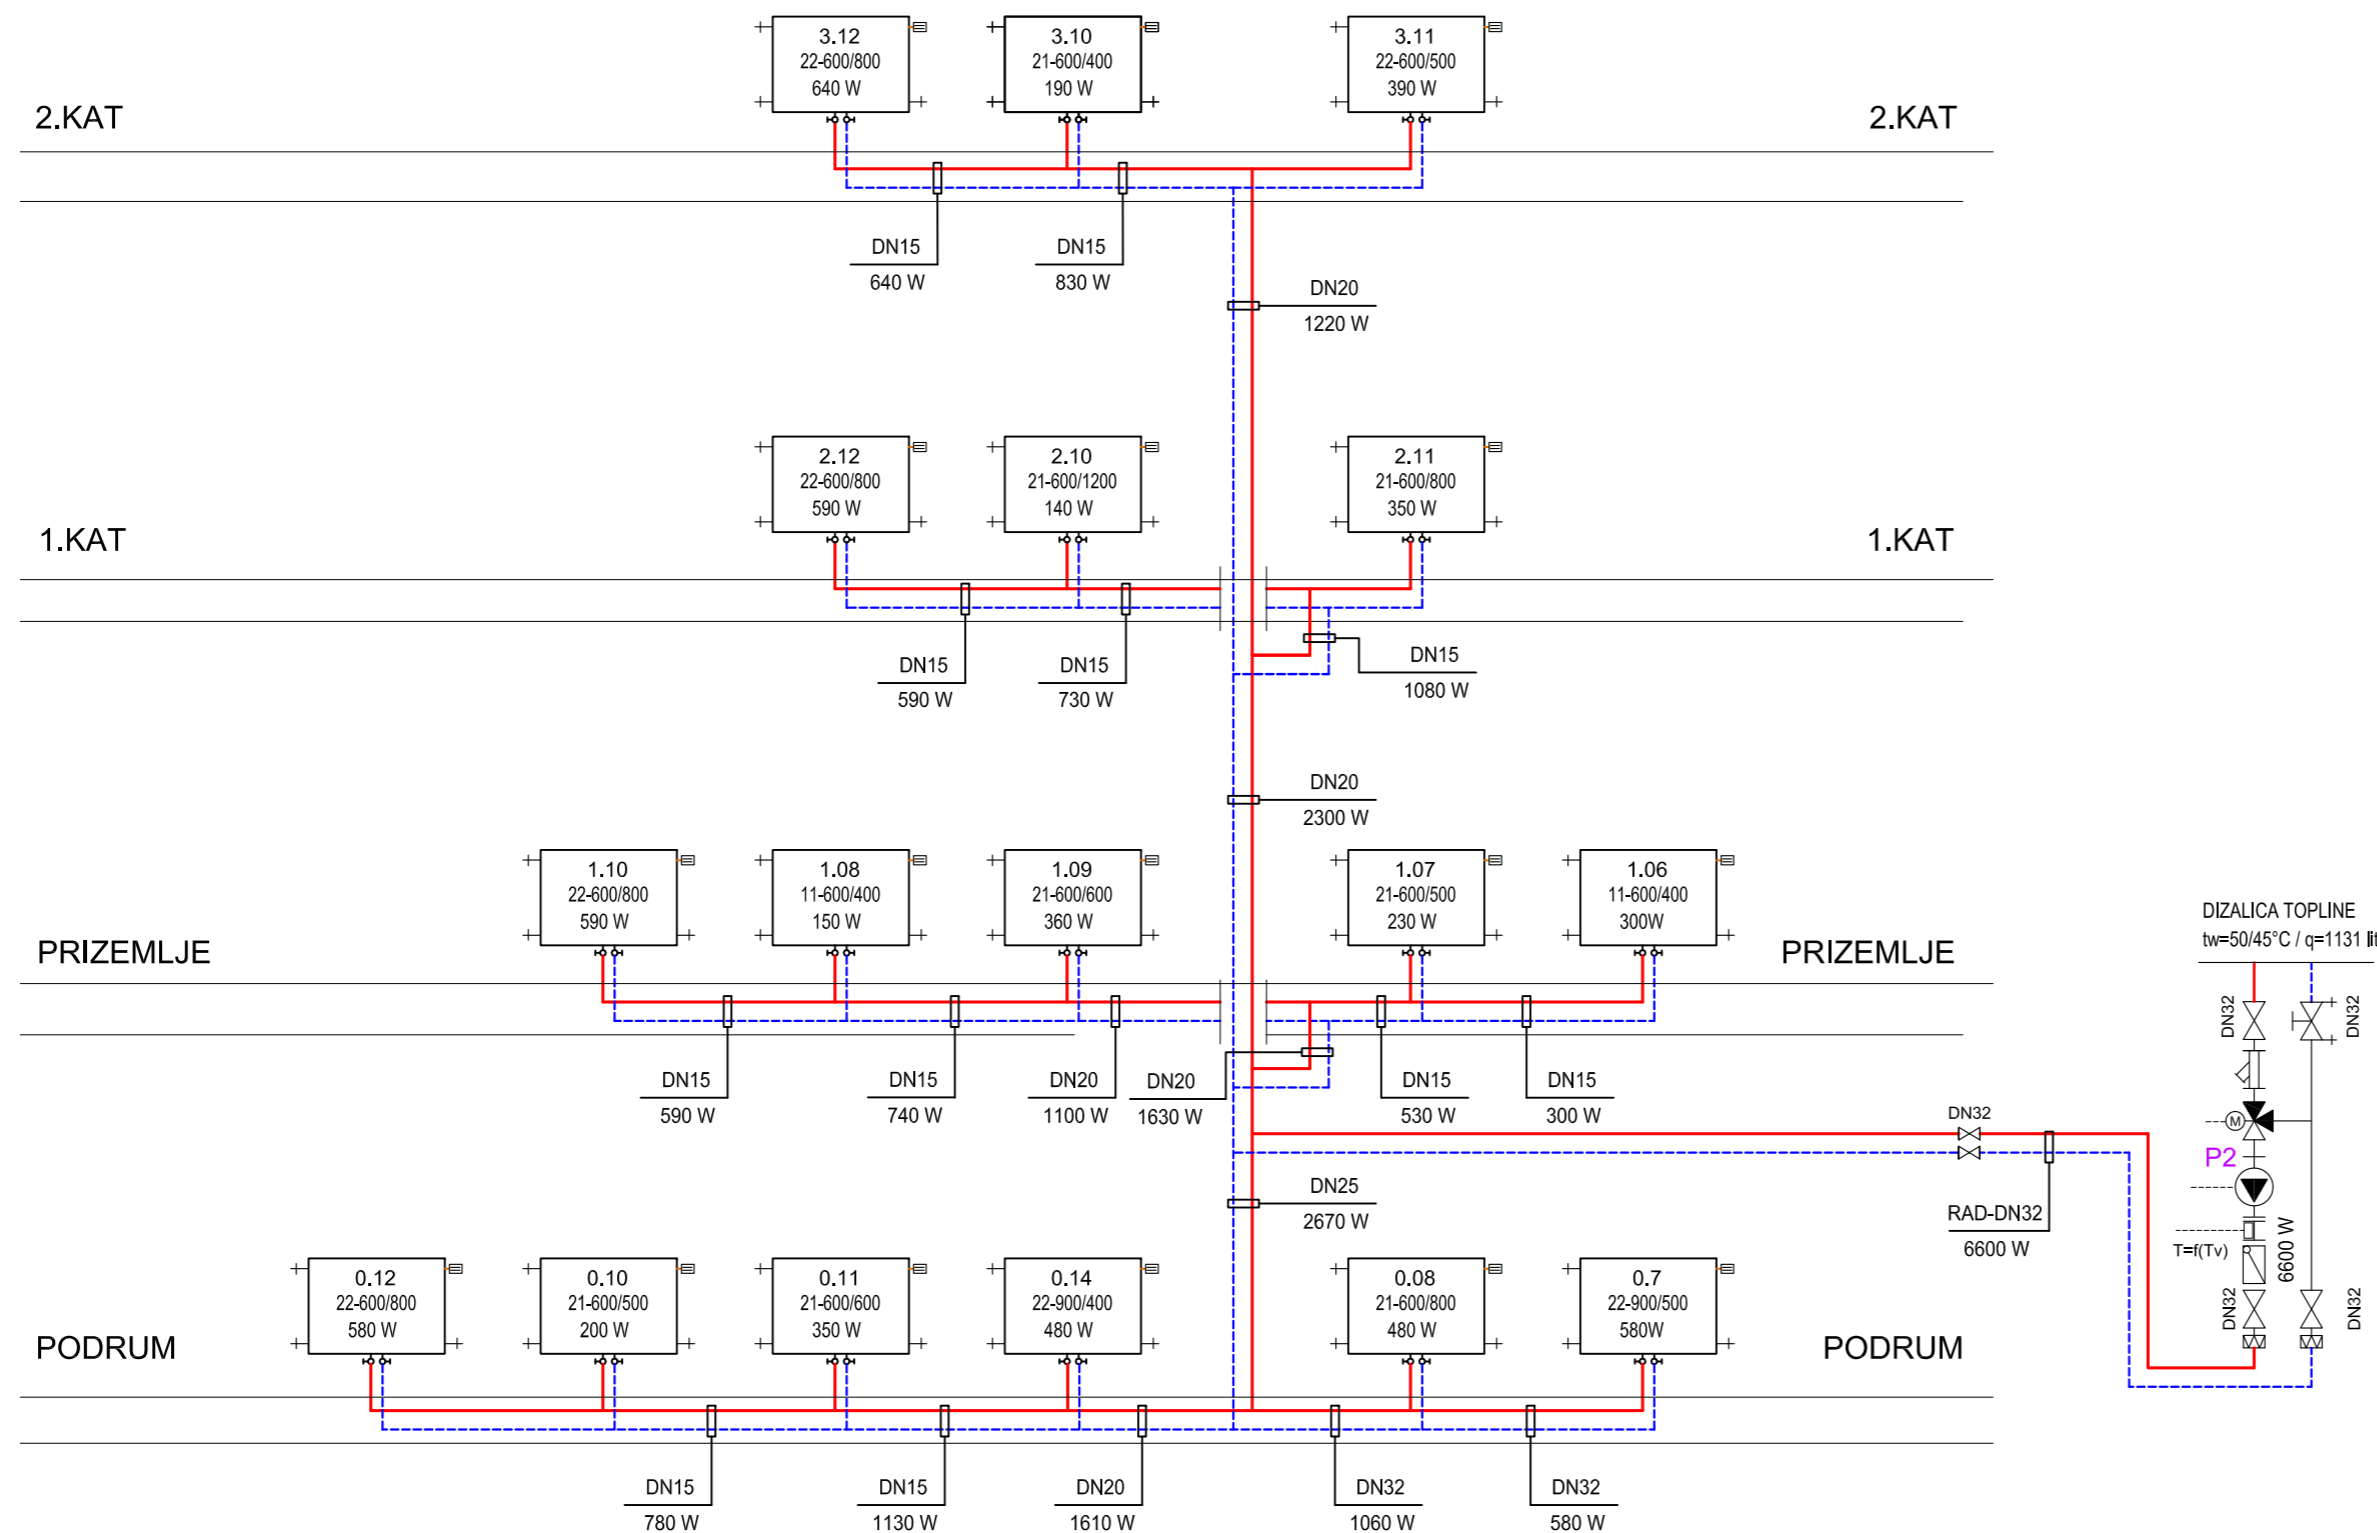 3.12
22-600/800
640 W
3.10
21-600/400
190 W
3.11
22-600/500
390 W
2.KAT
2.KAT
DN15
640 W
DN15
830 W
DN20
1220 W
2.12
22-600/800
590 W
2.10
21-600/1200
140 W
2.11
21-600/800
350 W
1.KAT
1.KAT
DN15
590 W
DN15
730 W
DN15
1080 W
DN20
2300 W
1.10
22-600/800
590 W
1.08
11-600/400
150 W
1.09
21-600/600
360 W
1.07
21-600/500
230 W
1.06
11-600/400
300W
PRIZEMLJE
PRIZEMLJE
DN15
590 W
DN15
740 W
DN20
1100 W
DN20
1630 W
DN15
530 W
DN15
300 W
DIZALICA TOPLINE
tw=50/45°C / q=1131 lit
DN32
DN32
M
P2
T=f(Tv)
6600 W
DN32
DN32
DN32
RAD-DN32
6600 W
DN25
2670 W
0.12
22-600/800
580 W
0.10
21-600/500
200 W
0.11
21-600/600
350 W
0.14
22-900/400
480 W
0.08
21-600/800
480 W
0.7
22-900/500
580W
PODRUM
PODRUM
DN15
780 W
DN15
1130 W
DN20
1610 W
DN32
1060 W
DN32
580 W